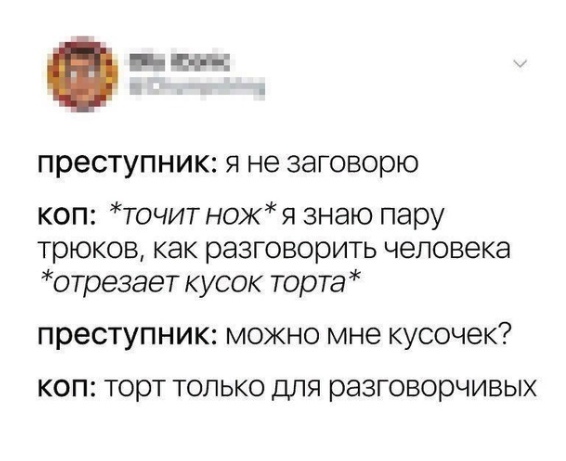 преступник: я не заговорю
коп: *точит нож* я знаю пару
трюков, как разговорить человека
*отрезает кусок торта*
преступник: можно мне кусочек?
коп: торт только для разговорчивых